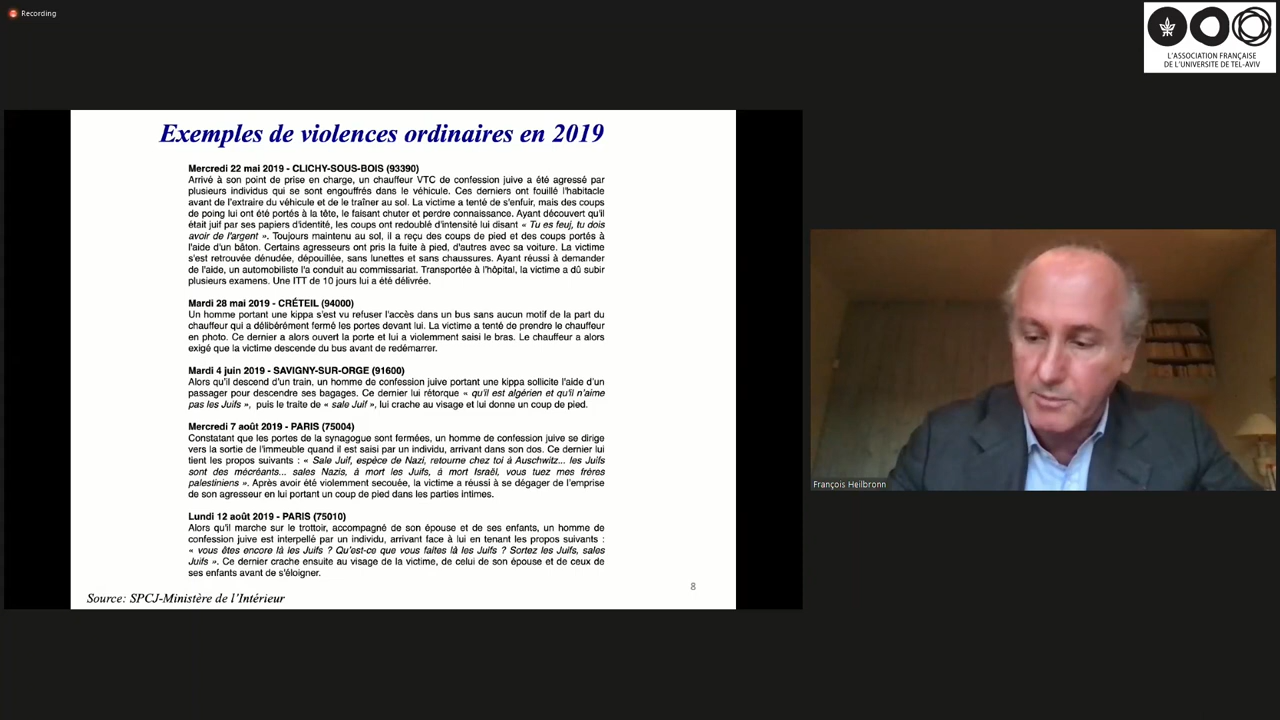 Recording
L'ASSOCIATION FRANÇAISE
DE L'UNIVERSITE DE TEL-AVIV
Exemples de violences ordinaires en 2019
Mercredi 22 mai 2019 - CLICHY-SOUS-BOIS (93390)
Arrivé à son point de prise en charge, un chauffeur VTC de confession juive a été agressé par
plusieurs individus qui se sont engouffrés dans le véhicule. Ces derniers ont fouillé l'habitacle
avant de l'extraire du véhicule et de le traîner au sol. La victime a tenté de s'enfuir, mais des coups
de poing lui ont été portés à la tête, le faisant chuter et perdre connaissance. Ayant découvert qu'il
était juif par ses papiers d'identité, les coups ont redoublé d'intensité lui disant « Tu es feuj, tu dois
avoir de l'argent ». Toujours maintenu au sol, il a reçu des coups de pied et des coups portés à
l'aide d'un bâton. Certains agresseurs ont pris la fuite à pied, d'autres avec sa voiture. La victime
s'est retrouvée dénudée, dépouillée, sans lunettes et sans chaussures. Ayant réussi à demander
de l'aide, un automobiliste l'a conduit au commissariat. Transportée à l'hôpital, la victime a dû subir
plusieurs examens. Une ITT de 10 jours lui a été délivrée.
Mardi 28 mai 2019 - CRÉTEIL (94000)
Un homme portant une kippa s'est vu refuser l'accès dans un bus sans aucun motif de la part du
chauffeur qui a délibérément fermé les portes devant lui. La victime a tenté de prendre le chauffeur
en photo. Ce dernier a alors ouvert la porte et lui a violemment saisi le bras. Le chauffeur a alors
exigé que la victime descende du bus avant de redémarrer.
Mardi 4 juin 2019 - SAVIGNY-SUR-ORGE (91600)
Alors qu'il descend d'un train, un homme de confession juive portant une kippa sollicite l'aide d'un
passager pour descendre ses bagages. Ce dernier lui rétorque « qu'il est algérien et qu'il n'aime
pas les Juifs », puis le traite de « sale Juif », lui crache au visage et lui donne un coup de pied.
Mercredi 7 août 2019 - PARIS (75004)
Constatant que les portes de la synagogue sont fermées, un homme de confession juive se dirige
vers la sortie de l'immeuble quand il est saisi par un individu, arrivant dans son dos. Ce dernier lui
tient les propos suivants : « Sale Juif, espèce de Nazi, retourne chez toi à Auschwitz... les Juifs
sont des mécréants... sales Nazis, à mort les Juifs, à mort Israël, vous tuez mes frères
palestiniens ». Après avoir été violemment secouée, la victime a réussi à se dégager de l'emprise
de son agresseur en lui portant un coup de pied dans les parties intimes.
Lundi 12 août 2019 - PARIS (75010)
Alors qu'il marche sur le trottoir, accompagné de son épouse et de ses enfants, un homme de
confession juive est interpellé par un individu, arrivant face à lui en tenant les propos suivants :
« vous êtes encore là les Juifs ? Qu'est-ce que vous faites là les Juifs ? Sortez les Juifs, sales
Juifs ». Ce dernier crache ensuite au visage de la victime, de celui de son épouse et de ceux de
ses enfants avant de s'éloigner.
8
Source: SPCJ-Ministère de l'Intérieur
François Heilbronn